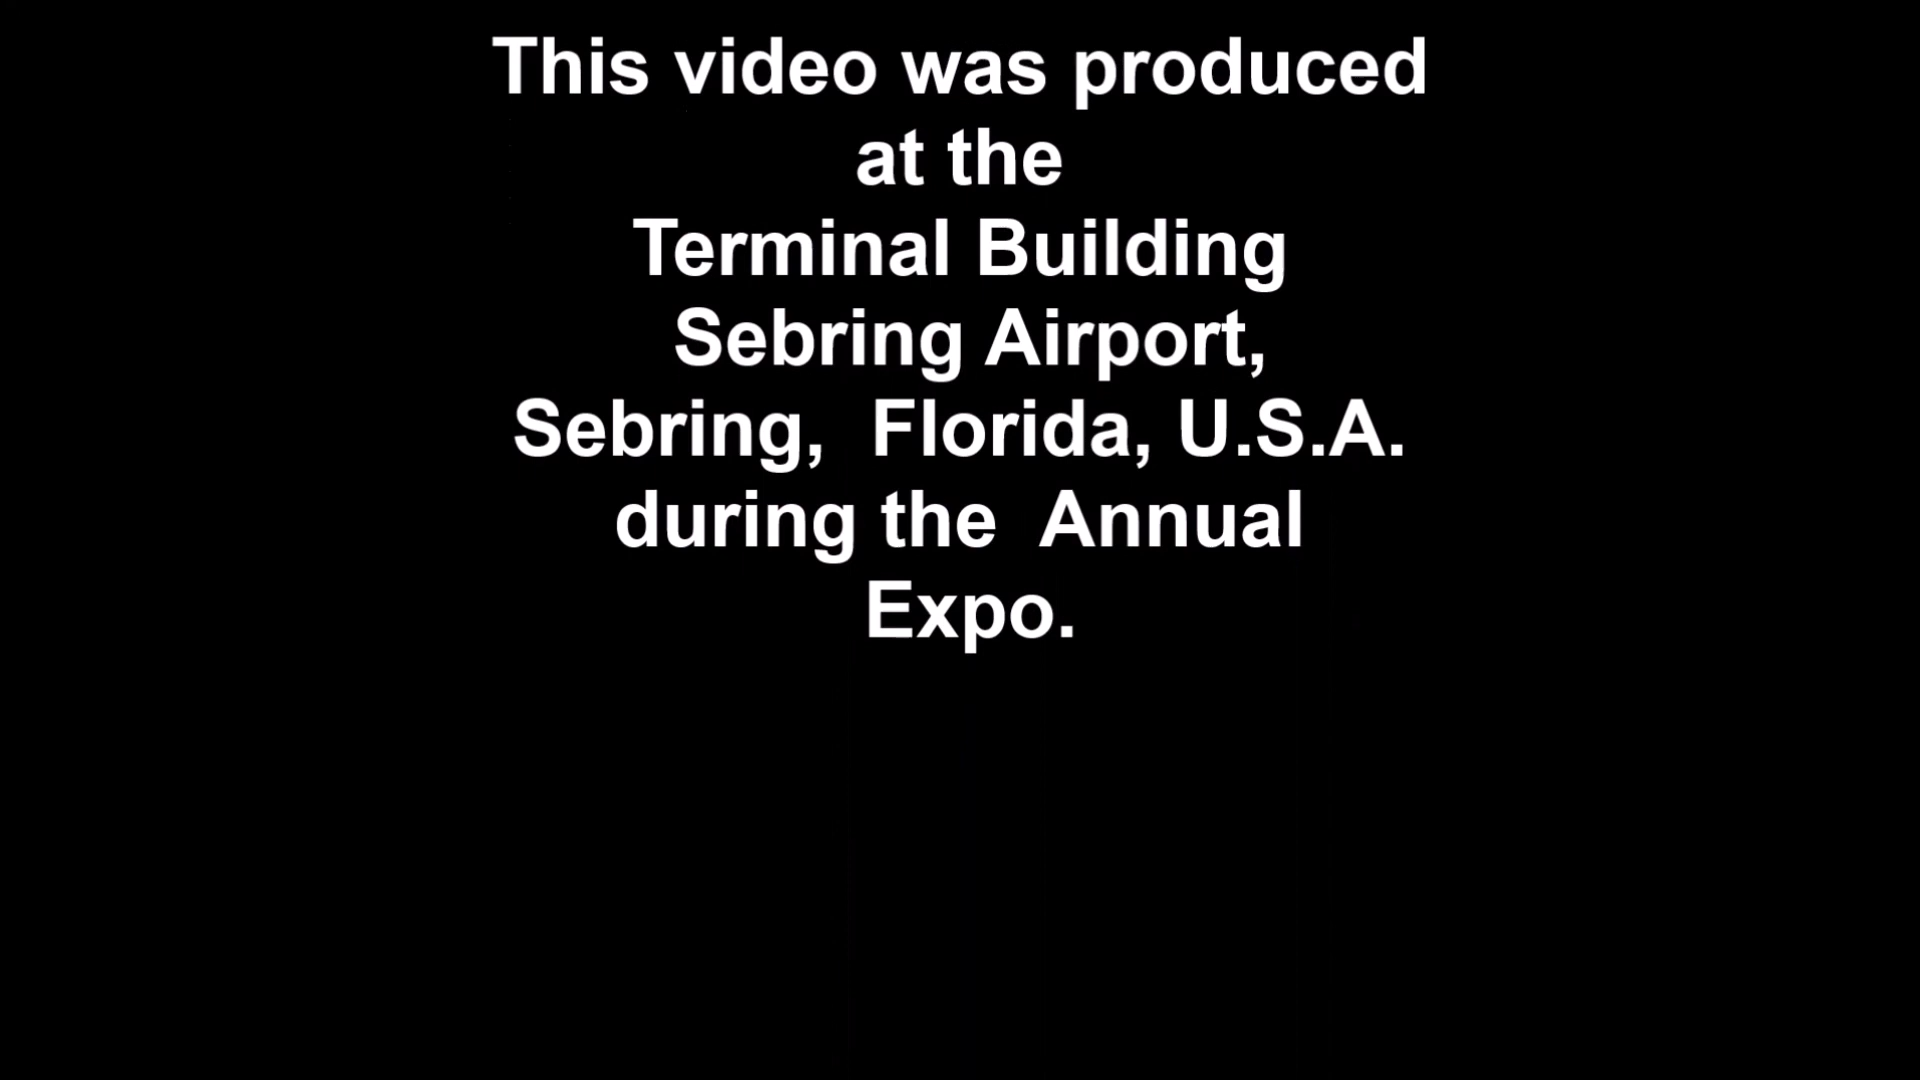 This video was produced
at the
Terminal Building
Sebring Airport,
Sebring,  Florida, U.S.A.
during the  Annual
Expo.